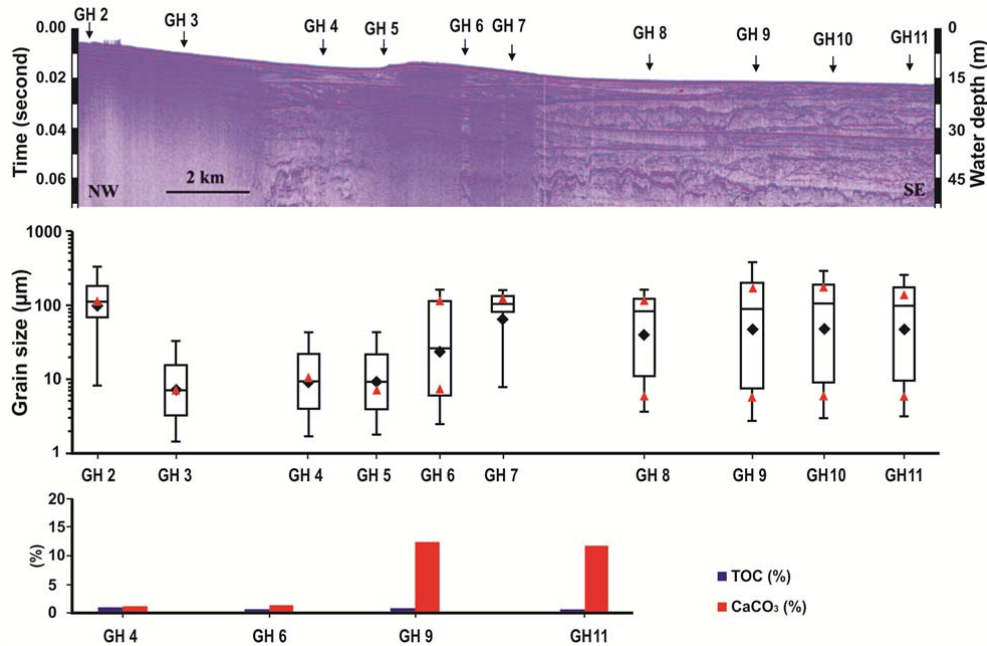 GH 2 GH 3 GH 4 GH 5 GH 6 GH 7 GH 8 GH 9 GH10 GH11
Time (second)
0.00
0.02
0.04
0.06
0
15
30
45
Water depth (m)
NW
2 km
SE
Grain size (µm)
1000
100
10
1
GH 2 GH 3 GH 4 GH 5 GH 6 GH 7 GH 8 GH 9 GH10 GH11
(%)
20
15
10
5
0
GH 4 GH 6 GH 9 GH11
TOC (%)
CaCO₃ (%)